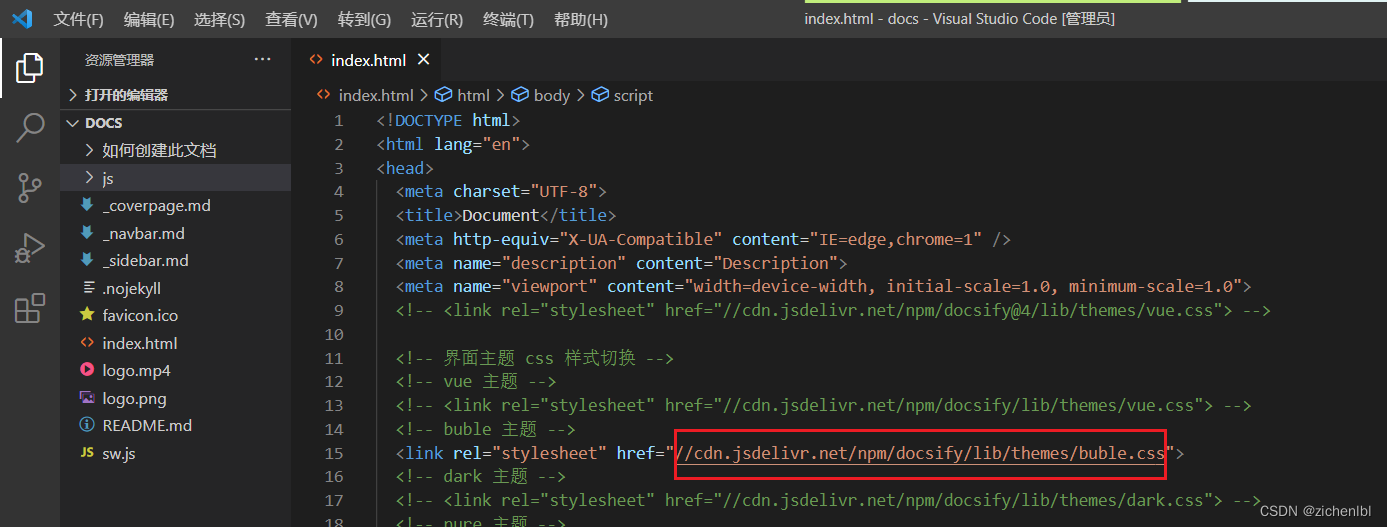 文件(F) 编辑(E) 选择(S) 查看(V) 转到(G) 运行(R) 终端(T) 帮助(H) index.html - docs - Visual Studio Code [管理员]
资源管理器 ···
打开的编辑器
DOCS
如何创建此文档
js
_coverpage.md
_navbar.md
_sidebar.md
.nojekyll
favicon.ico
index.html
logo.mp4
logo.png
README.md
JS sw.js
index.html
index.html > html > body > script
1 <!DOCTYPE html>
2 <html lang="en">
3 <head>
4 <meta charset="UTF-8">
5 <title>Document</title>
6 <meta http-equiv="X-UA-Compatible" content="IE=edge,chrome=1" />
7 <meta name="description" content="Description">
8 <meta name="viewport" content="width=device-width, initial-scale=1.0, minimum-scale=1.0">
9 <!-- <link rel="stylesheet" href="//cdn.jsdelivr.net/npm/docsify@4/lib/themes/vue.css"> -->
10
11 <!-- 界面主题 css 样式切换 -->
12 <!-- vue 主题 -->
13 <!-- <link rel="stylesheet" href="//cdn.jsdelivr.net/npm/docsify/lib/themes/vue.css"> -->
14 <!-- buble 主题 -->
15 <link rel="stylesheet" href="//cdn.jsdelivr.net/npm/docsify/lib/themes/buble.css">
16 <!-- dark 主题 -->
17 <!-- <link rel="stylesheet" href="//cdn.jsdelivr.net/npm/docsify/lib/themes/dark.css"> -->
18 <!-- pure 主题 -->
CSDN @zichenlbl